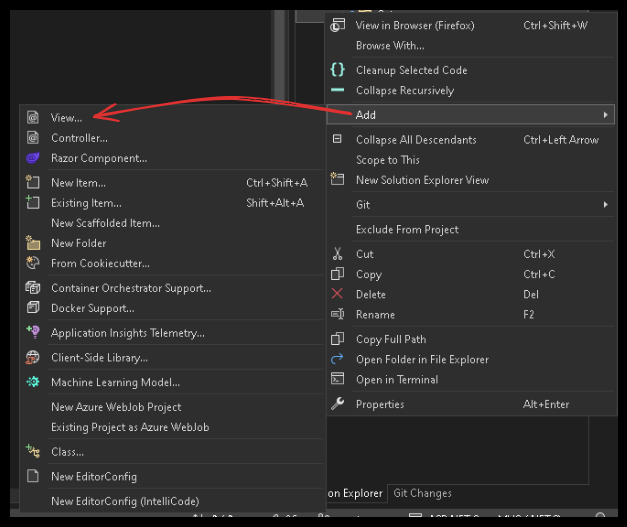 View in Browser (Firefox) Ctrl+Shift+W
Browse With...
Cleanup Selected Code
Collapse Recursively
Add
Collapse All Descendants Ctrl+Left Arrow
Scope to This
New Solution Explorer View
Git
Exclude From Project
Cut Ctrl+X
Copy Ctrl+C
Delete Del
Rename F2
Copy Full Path
Open Folder in File Explorer
Open in Terminal
Properties Alt+Enter
View...
Controller...
Razor Component...
New Item... Ctrl+Shift+A
Existing Item... Shift+Alt+A
New Scaffolded Item...
New Folder
From Cookiecutter...
Container Orchestrator Support...
Docker Support...
Application Insights Telemetry...
Client-Side Library...
Machine Learning Model...
New Azure WebJob Project
Existing Project as Azure WebJob
Class...
New EditorConfig
New EditorConfig (IntelliCode)
on Explorer Git Changes